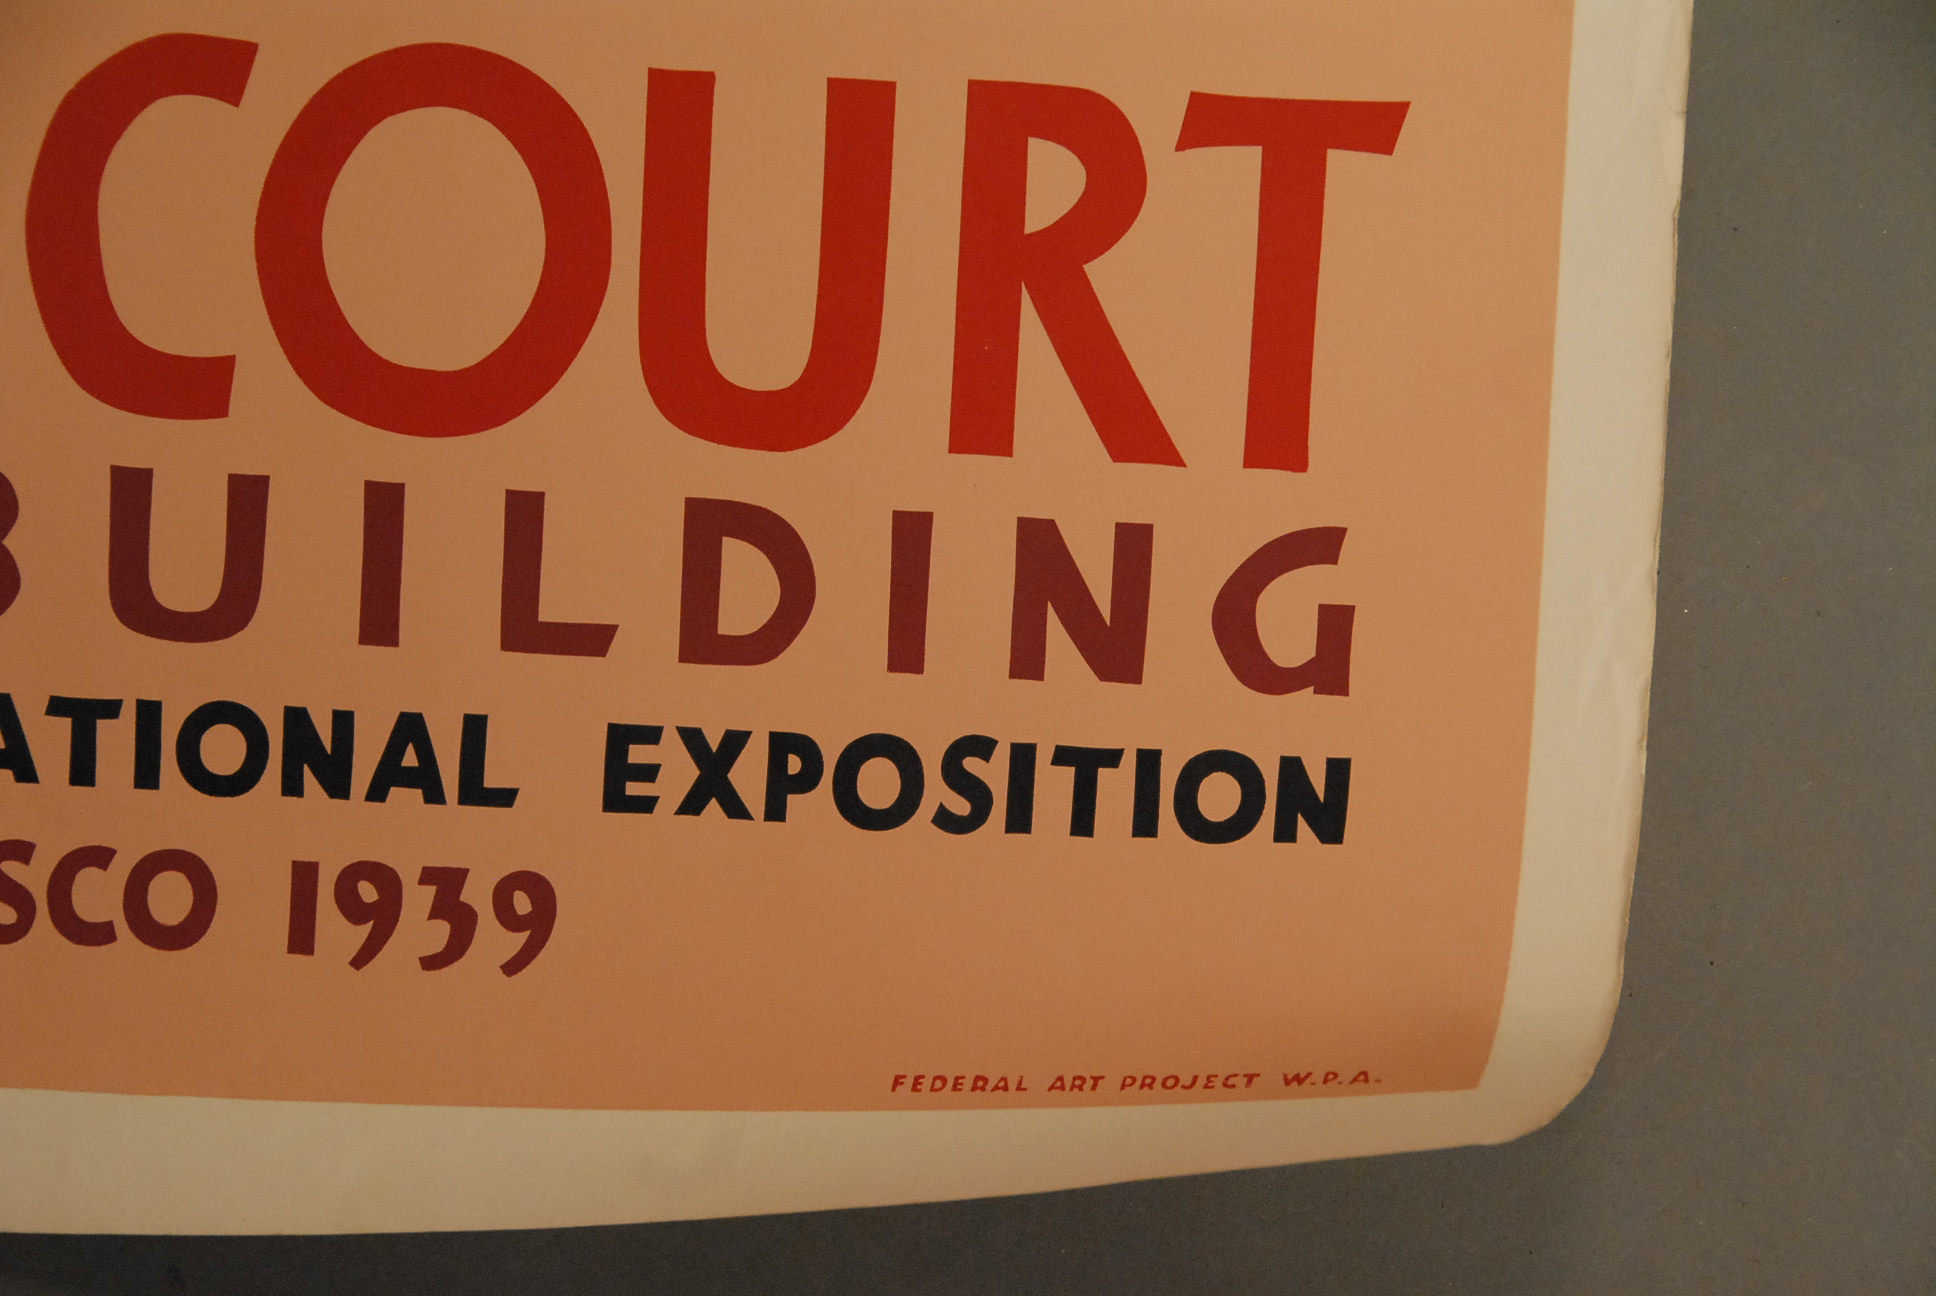 COURT
BUILDING
ATIONAL EXPOSITION
SCO 1939
FEDERAL ART PROJECT W.P.A.